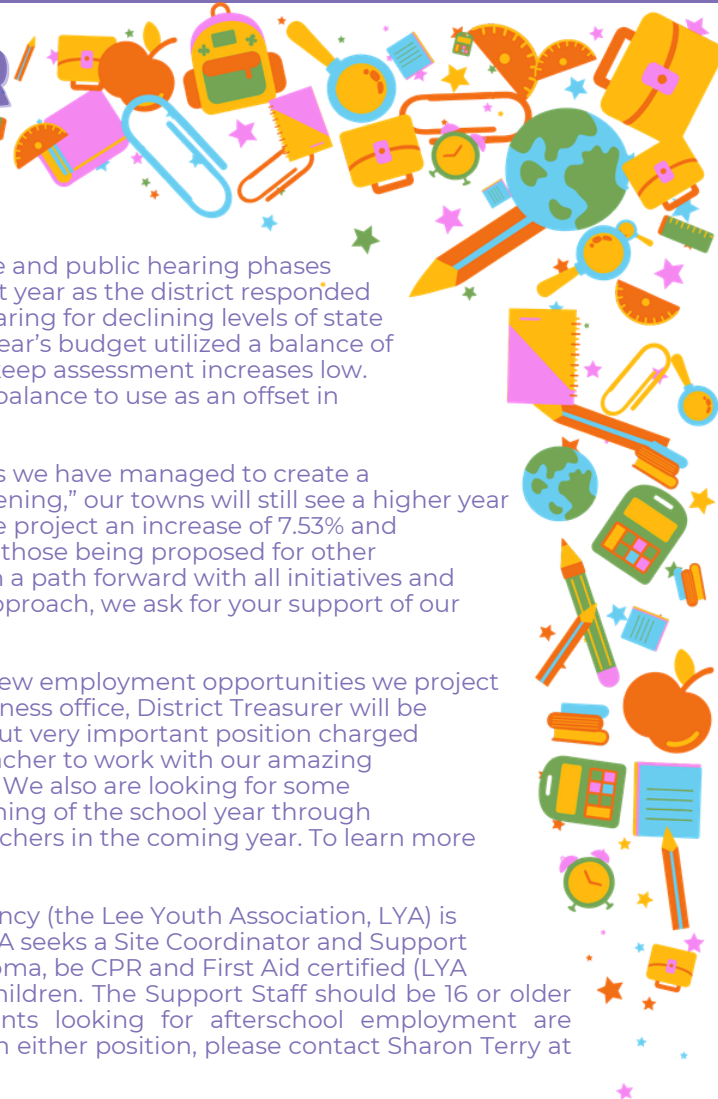 e and public hearing phases
t year as the district responded
aring for declining levels of state
ear’s budget utilized a balance of
keep assessment increases low.
balance to use as an offset in
s we have managed to create a
ening,” our towns will still see a higher year
e project an increase of 7.53% and
those being proposed for other
n a path forward with all initiatives and
pproach, we ask for your support of our
ew employment opportunities we project
ness office, District Treasurer will be
ut very important position charged
acher to work with our amazing
We also are looking for some
ning of the school year through
chers in the coming year. To learn more
ncy (the Lee Youth Association, LYA) is
A seeks a Site Coordinator and Support
oma, be CPR and First Aid certified (LYA
hildren. The Support Staff should be 16 or older
nts looking for afterschool employment are
n either position, please contact Sharon Terry at